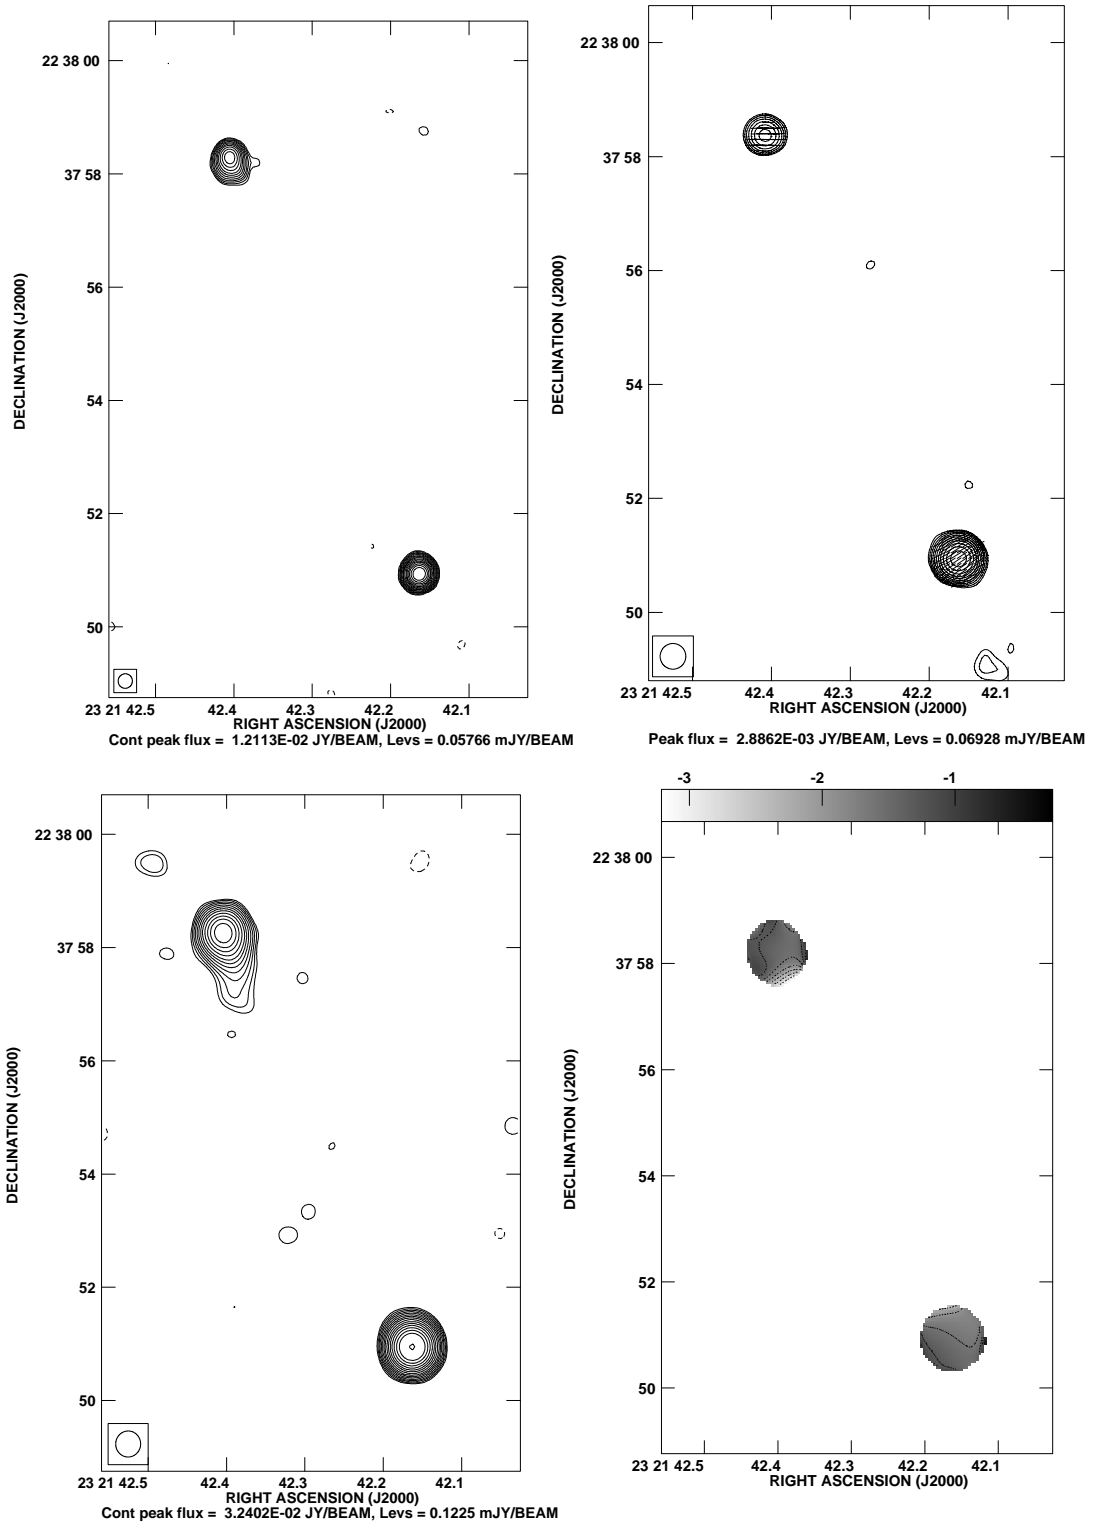 22 38 00
37 58
56
54
52
50
DECLINATION (J2000)
23 21 42.5 42.4 42.3 42.2 42.1
RIGHT ASCENSION (J2000)
Cont peak flux = 1.2113E-02 JY/BEAM, Levs = 0.05766 mJY/BEAM
22 38 00
37 58
56
54
52
50
DECLINATION (J2000)
23 21 42.5 42.4 42.3 42.2 42.1
RIGHT ASCENSION (J2000)
Peak flux = 2.8862E-03 JY/BEAM, Levs = 0.06928 mJY/BEAM
22 38 00
37 58
56
54
52
50
DECLINATION (J2000)
23 21 42.5 42.4 42.3 42.2 42.1
RIGHT ASCENSION (J2000)
Cont peak flux = 3.2402E-02 JY/BEAM, Levs = 0.1225 mJY/BEAM
-3 -2 -1
22 38 00
37 58
56
54
52
50
DECLINATION (J2000)
23 21 42.5 42.4 42.3 42.2 42.1
RIGHT ASCENSION (J2000)